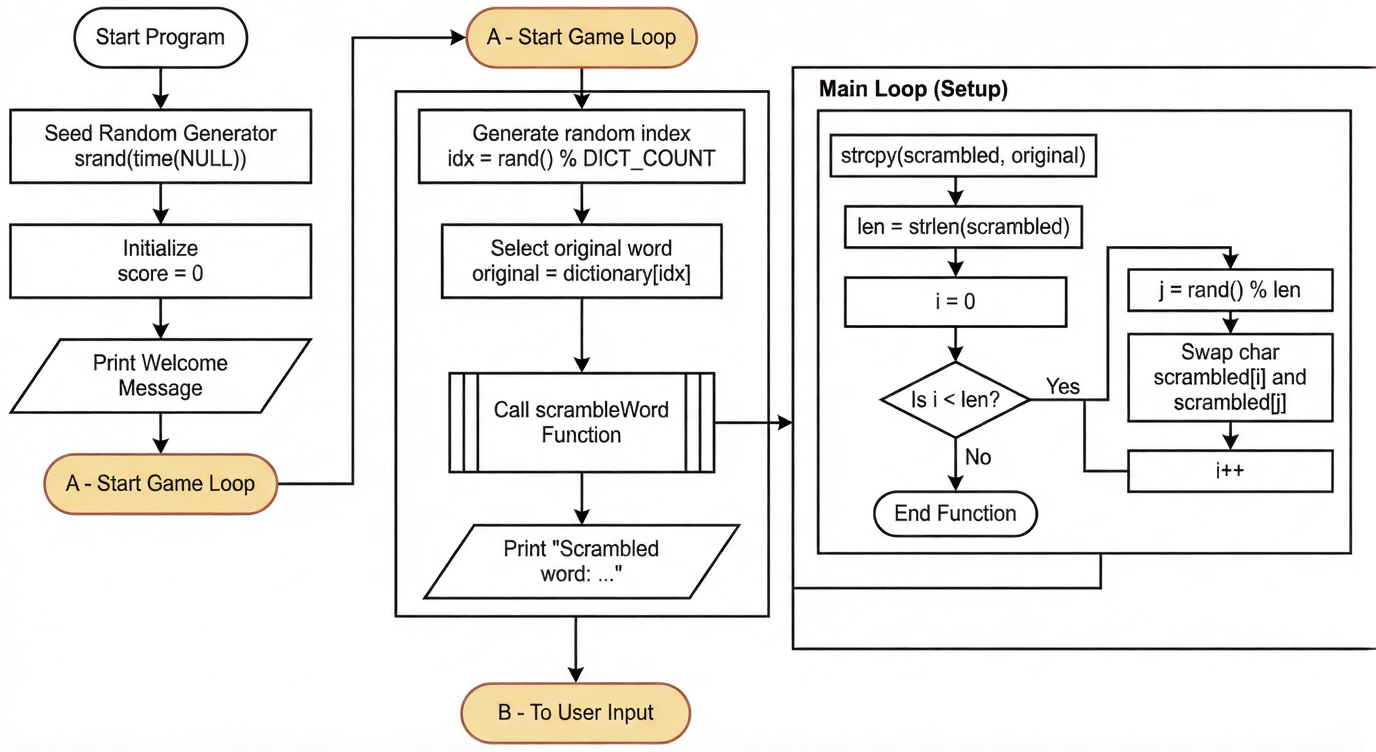 Start Program
Seed Random Generator
srand(time(NULL))
Initialize
score = 0
Print Welcome
Message
A - Start Game Loop
A - Start Game Loop
Generate random index
idx = rand() % DICT_COUNT
Select original word
original = dictionary[idx]
Call scrambleWord
Function
Print "Scrambled
word: ..."
B - To User Input
Main Loop (Setup)
strcpy(scrambled, original)
len = strlen(scrambled)
i = 0
Is i < len?
Yes
No
End Function
j = rand() % len
Swap char
scrambled[i] and
scrambled[j]
i++